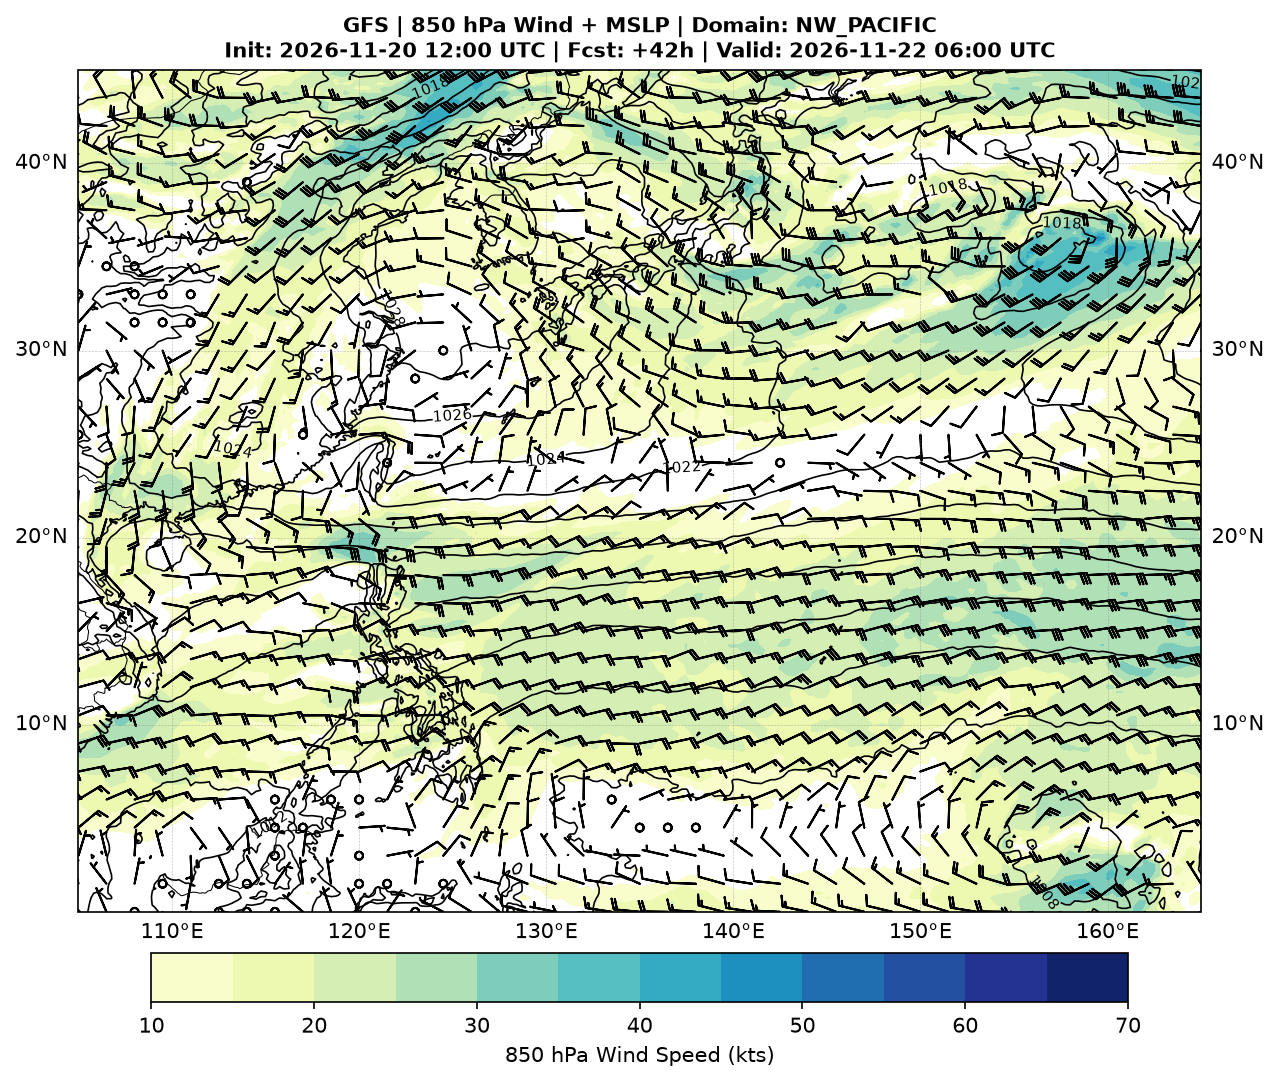 GFS | 850 hPa Wind + MSLP | Domain: NW_PACIFIC
Init: 2026-11-20 12:00 UTC | Fcst: +42h | Valid: 2026-11-22 06:00 UTC
1018
1018
1018
1026
1024
1024
1022
1008
40°N
40°N
30°N
30°N
20°N
20°N
10°N
10°N
110°E
120°E
130°E
140°E
150°E
160°E
10
20
30
40
50
60
70
850 hPa Wind Speed (kts)